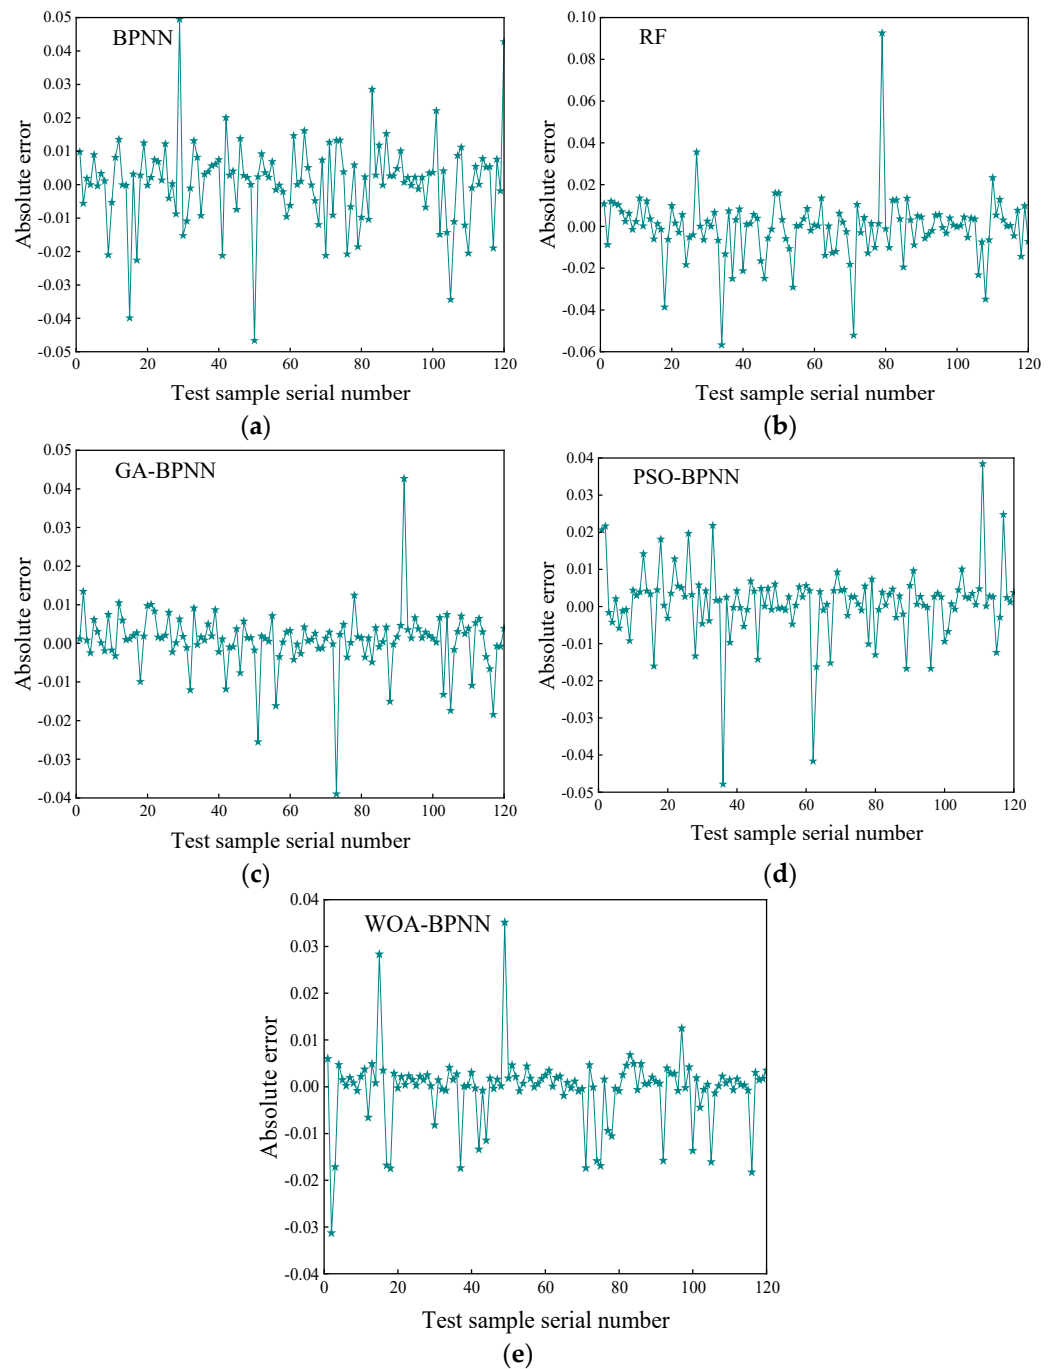 BPNN
0.05
0.04
0.03
0.02
0.01
0.00
-0.01
-0.02
-0.03
-0.04
-0.05
0 20 40 60 80 100 120
Absolute error
Test sample serial number
(a)
RF
0.10
0.08
0.06
0.04
0.02
0.00
-0.02
-0.04
-0.06
0 20 40 60 80 100 120
Absolute error
Test sample serial number
(b)
GA-BPNN
0.05
0.04
0.03
0.02
0.01
0.00
-0.01
-0.02
-0.03
-0.04
0 20 40 60 80 100 120
Absolute error
Test sample serial number
(c)
PSO-BPNN
0.04
0.03
0.02
0.01
0.00
-0.01
-0.02
-0.03
-0.04
-0.05
0 20 40 60 80 100 120
Absolute error
Test sample serial number
(d)
WOA-BPNN
0.04
0.03
0.02
0.01
0.00
-0.01
-0.02
-0.03
-0.04
0 20 40 60 80 100 120
Absolute error
Test sample serial number
(e)